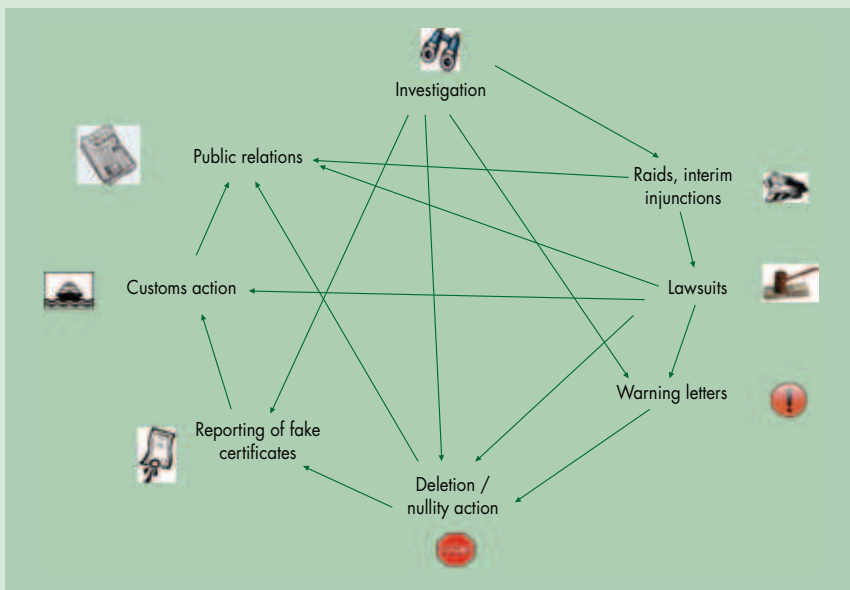 Investigation
Public relations
Raids, interim
injunctions
Customs action
Lawsuits
Warning letters
Reporting of fake
certificates
Deletion /
nullity action